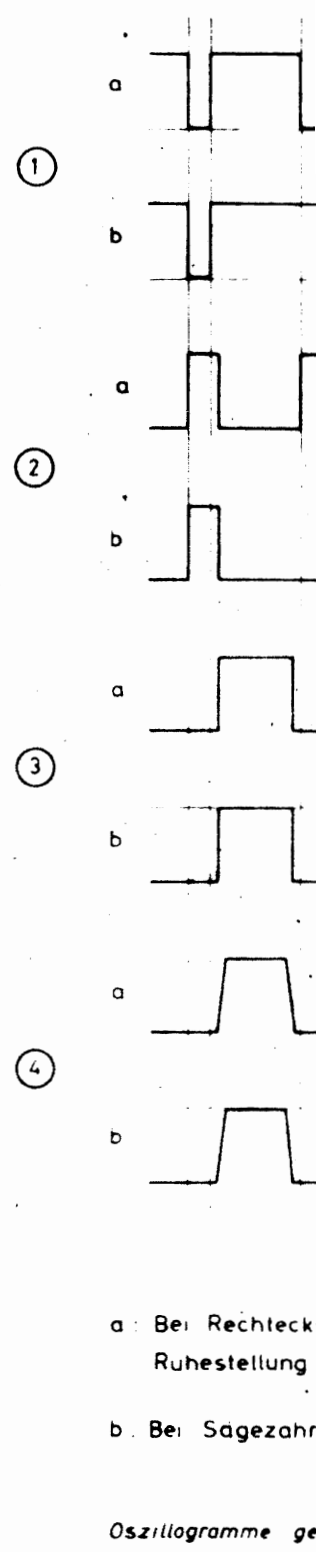 a
1
b
a
2
b
a
3
b
a
4
b
a : Bei Rechteck
Ruhestellung
b . Bei Sägezahn
Oszillogramme ge